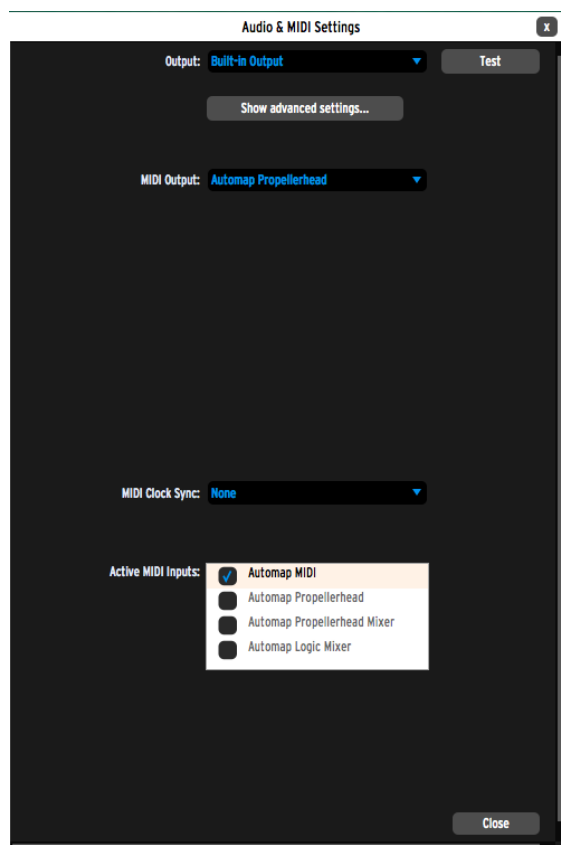 Audio & MIDI Settings
x
Output: Built-in Output
Test
Show advanced settings...
MIDI Output: Automap Propellerhead
MIDI Clock Sync: None
Active MIDI Inputs: Automap MIDI
Automap Propellerhead
Automap Propellerhead Mixer
Automap Logic Mixer
Close